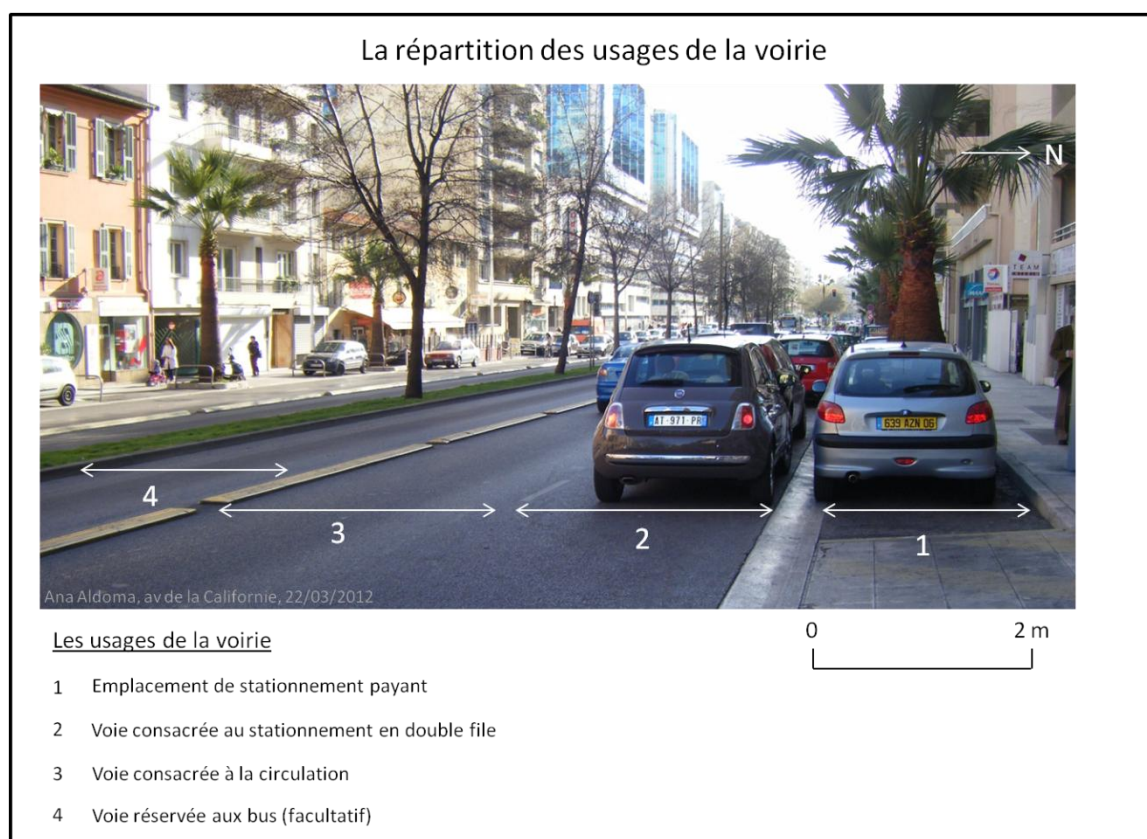 La répartition des usages de la voirie
N
TEAM
AT-971-PR
639 AZN 06
4
3
2
1
Ana Aldoma, av de la Californie, 22/03/2012
Les usages de la voirie
0 2 m
1 Emplacement de stationnement payant
2 Voie consacrée au stationnement en double file
3 Voie consacrée à la circulation
4 Voie réservée aux bus (facultatif)